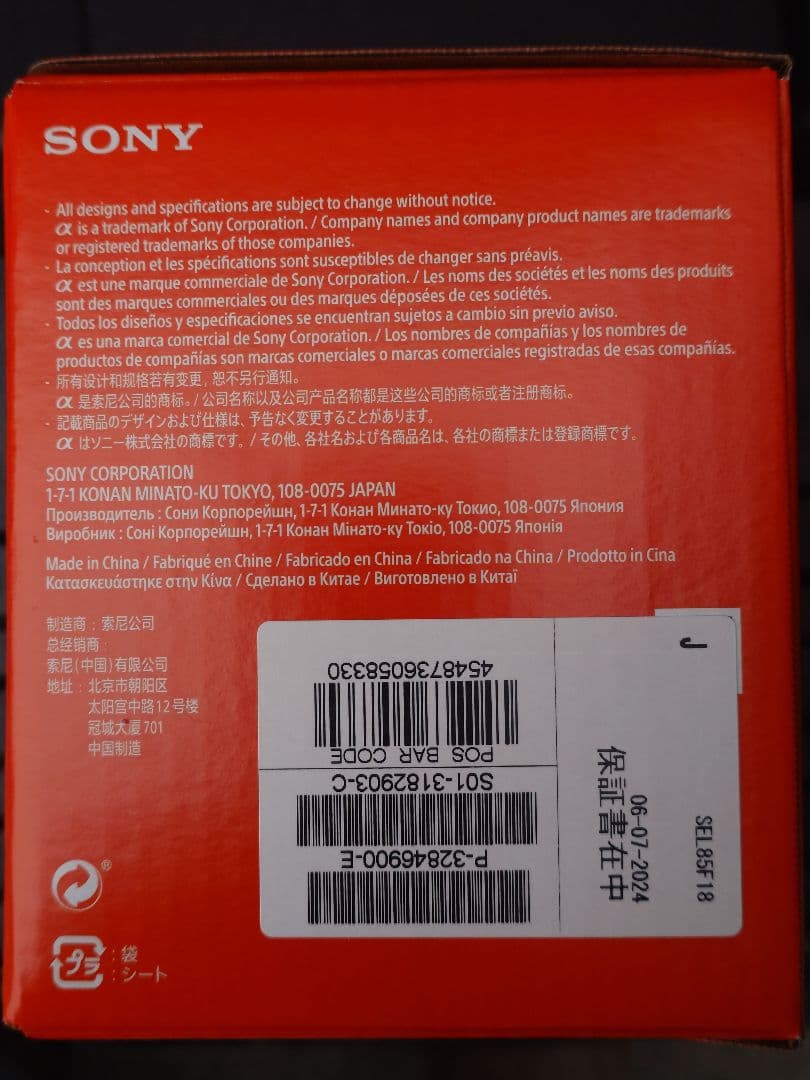 SONY
- All designs and specifications are subject to change without notice.
α is a trademark of Sony Corporation. / Company names and company product names are trademarks
or registered trademarks of those companies.
- La conception et les spécifications sont susceptibles de changer sans préavis.
α est une marque commerciale de Sony Corporation. / Les noms des sociétés et les noms des produits
sont des marques commerciales ou des marques déposées de ces sociétés.
- Todos los diseños y especificaciones se encuentran sujetos a cambio sin previo aviso.
α es una marca comercial de Sony Corporation. / Los nombres de compañías y los nombres de
productos de compañías son marcas comerciales o marcas comerciales registradas de esas compañías.
- 所有设计和规格若有变更，恕不另行通知。
α 是索尼公司的商标。/ 公司名称以及公司产品名称都是这些公司的商标或者注册商标。
- 記載商品のデザインおよび仕様は、予告なく変更することがあります。
α はソニー株式会社の商標です。/ その他、各社名および各商品名は、各社の商標または登録商標です。
SONY CORPORATION
1-7-1 KONAN MINATO-KU TOKYO, 108-0075 JAPAN
Производитель : Сони Корпорейшн, 1-7-1 Конан Минато-ку Токио, 108-0075 Япония
Виробник : Соні Корпорейшн, 1-7-1 Конан Мінато-ку Токіо, 108-0075 Японія
Made in China / Fabriqué en Chine / Fabricado en China / Fabricado na China / Prodotto in Cina
Κατασκευάστηκε στην Κίνα / Сделано в Китае / Виготовлено в Китаї
制造商：索尼公司
总经销商：
索尼(中国)有限公司
地址：北京市朝阳区
太阳宫中路12号楼
冠城大厦701
中国制造
®
プラ
: 袋
: シート
J
SEL85F18
06-07-2024
保証書在中
P-32846900-E
S01-3182903-C
POS BAR CODE
4548736058330